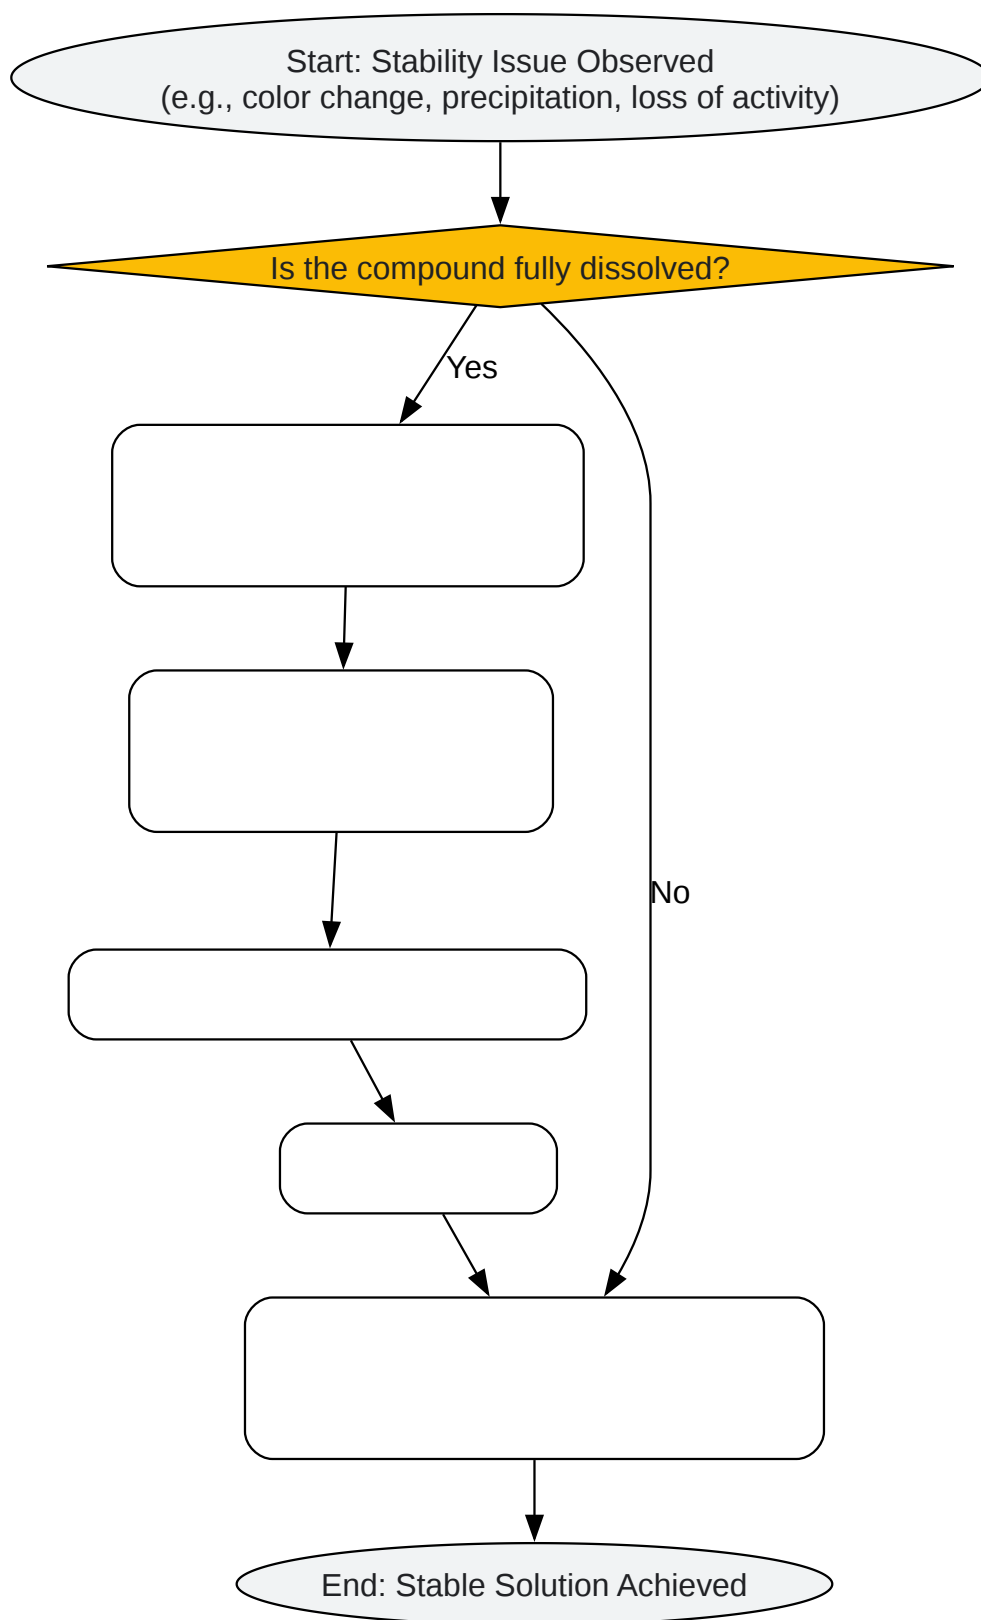 Start: Stability Issue Observed
(e.g., color change, precipitation, loss of activity)
Is the compound fully dissolved?
Yes
No
End: Stable Solution Achieved